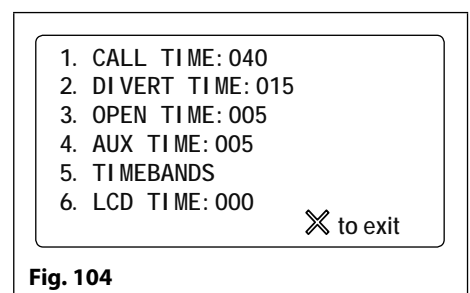 1. CALL TIME:040
2. DIVERT TIME:015
3. OPEN TIME:005
4. AUX TIME:005
5. TIMEBANDS
6. LCD TIME:000
X to exit
Fig. 104